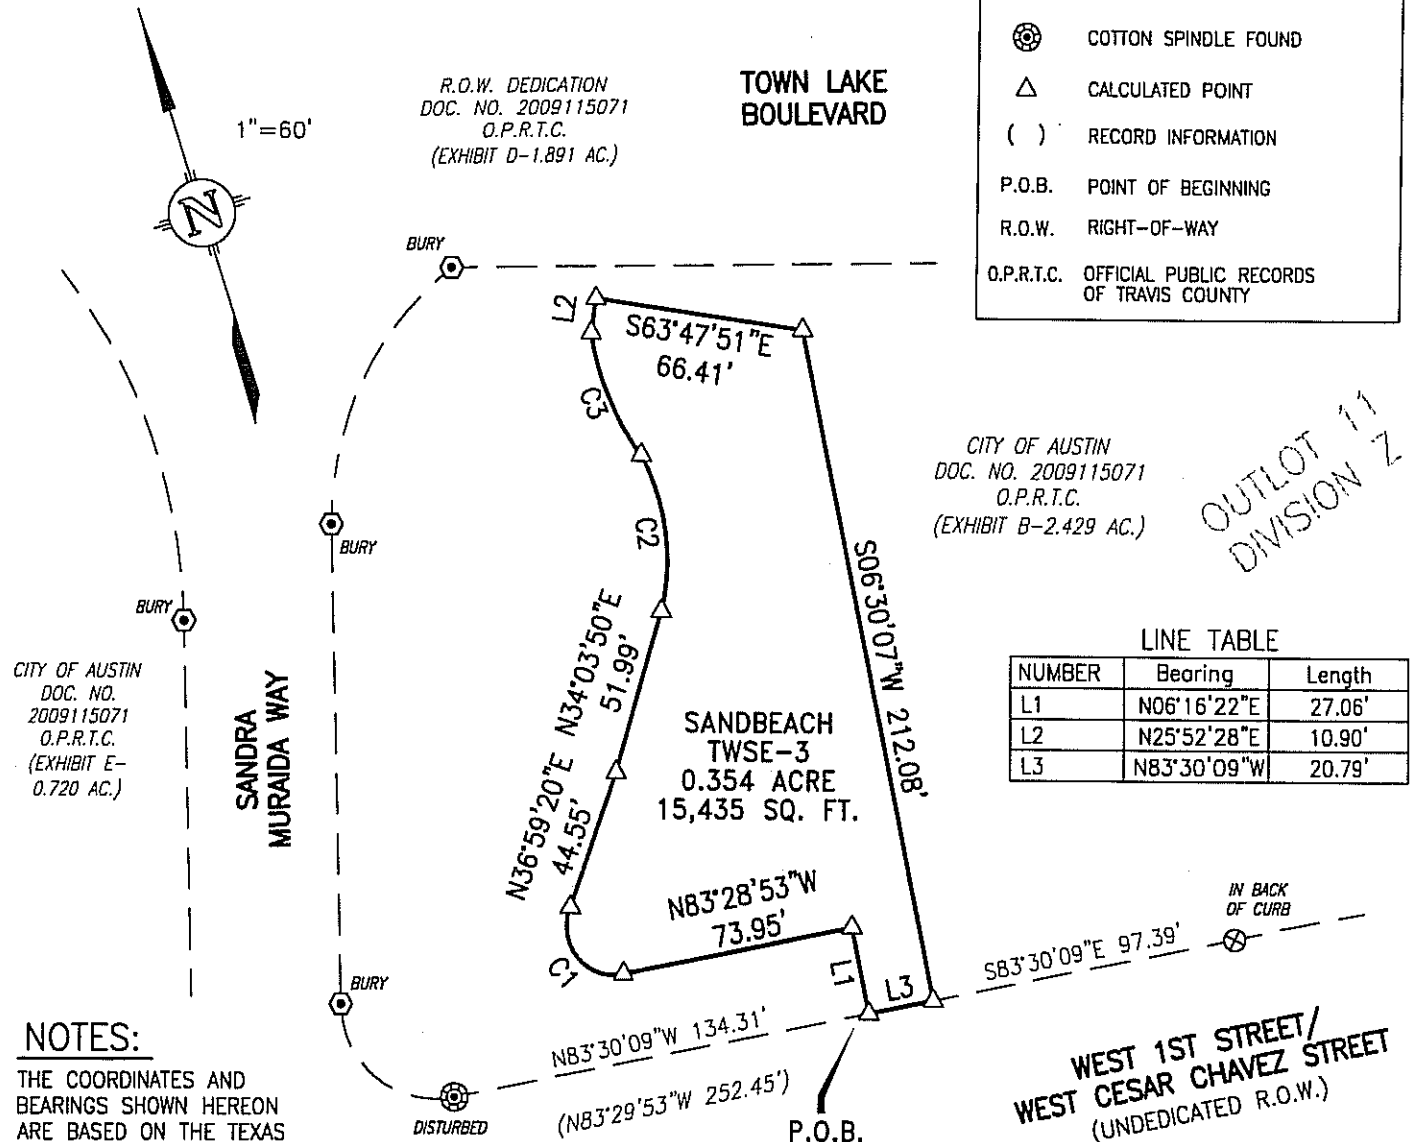 COTTON SPINDLE FOUND
CALCULATED POINT
( ) RECORD INFORMATION
P.O.B. POINT OF BEGINNING
R.O.W. RIGHT-OF-WAY
O.P.R.T.C. OFFICIAL PUBLIC RECORDS
OF TRAVIS COUNTY
1"=60'
N
R.O.W. DEDICATION
DOC. NO. 2009115071
O.P.R.T.C.
(EXHIBIT D-1.891 AC.)
TOWN LAKE
BOULEVARD
BURY
L2
S63°47'51"E
66.41'
C3
CITY OF AUSTIN
DOC. NO. 2009115071
O.P.R.T.C.
(EXHIBIT B-2.429 AC.)
OUTLOT 11
DIVISION Z
BURY
C2
S06°30'07"W 212.08'
BURY
N34°03'50"E
51.99'
CITY OF AUSTIN
DOC. NO.
2009115071
O.P.R.T.C.
(EXHIBIT E-
0.720 AC.)
SANDRA
MURAIDA WAY
SANDBEACH
TWSE-3
0.354 ACRE
15,435 SQ. FT.
LINE TABLE
NUMBER Bearing Length
L1 N06°16'22"E 27.06'
L2 N25°52'28"E 10.90'
L3 N83°30'09"W 20.79'
N36°59'20"E
44.55'
N83°28'53"W
73.95'
IN BACK
OF CURB
C1
L1
L3
S83°30'09"E 97.39'
BURY
N83°30'09"W 134.31'
(N83°29'53"W 252.45')
DISTURBED
P.O.B.
WEST 1ST STREET/
WEST CESAR CHAVEZ STREET
(UNDEDICATED R.O.W.)
NOTES:
THE COORDINATES AND
BEARINGS SHOWN HEREON
ARE BASED ON THE TEXAS